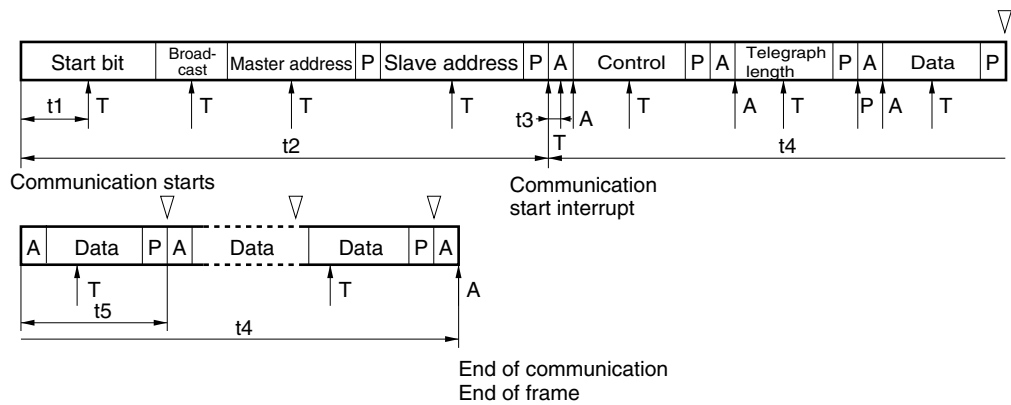 Start bit Broad-cast Master address P Slave address P A Control P A Telegraph length P A Data P
t1 T T T T t3 A T A T P A T
T
t2 t4
Communication starts
Communication
start interrupt
A Data P A Data Data P A
T T A
t5
t4
End of communication
End of frame